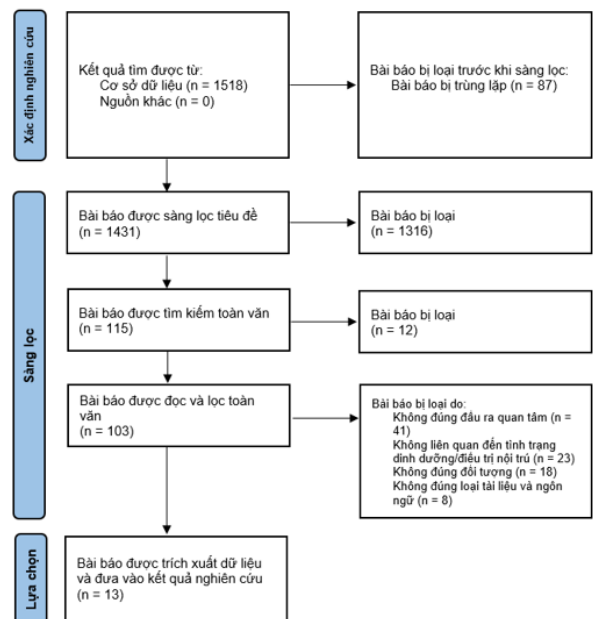 Xác định nghiên cứu
Kết quả tìm được từ:
Cơ sở dữ liệu (n = 1518)
Nguồn khác (n = 0)
Bài báo bị loại trước khi sàng lọc:
Bài báo bị trùng lặp (n = 87)
Sàng lọc
Bài báo được sàng lọc tiêu đề
(n = 1431)
Bài báo bị loại
(n = 1316)
Bài báo được tìm kiếm toàn văn
(n = 115)
Bài báo bị loại
(n = 12)
Bài báo được đọc và lọc toàn
văn
(n = 103)
Bài báo bị loại do:
Không đúng đầu ra quan tâm (n =
41)
Không liên quan đến tình trạng
dinh dưỡng/điều trị nội trú (n = 23)
Không đúng đối tượng (n = 18)
Không đúng loại tài liệu và ngôn
ngữ (n = 8)
Lựa chọn
Bài báo được trích xuất dữ liệu
và đưa vào kết quả nghiên cứu
(n = 13)